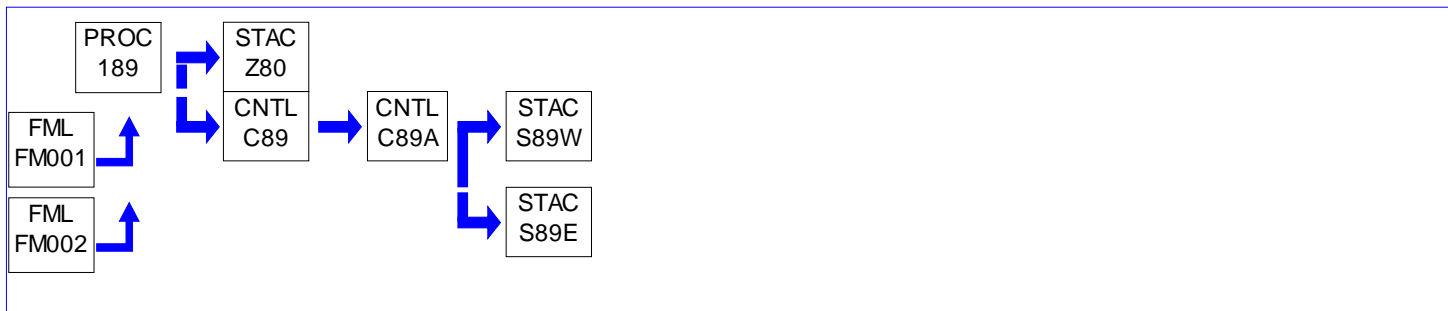 PROC
189
STAC
Z80
CNTL
C89
CNTL
C89A
STAC
S89W
FML
FM001
STAC
S89E
FML
FM002